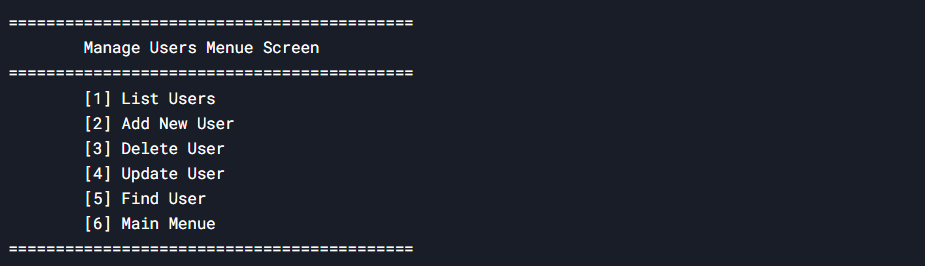 ===========================================
Manage Users Menue Screen
===========================================
[1] List Users
[2] Add New User
[3] Delete User
[4] Update User
[5] Find User
[6] Main Menue
===========================================